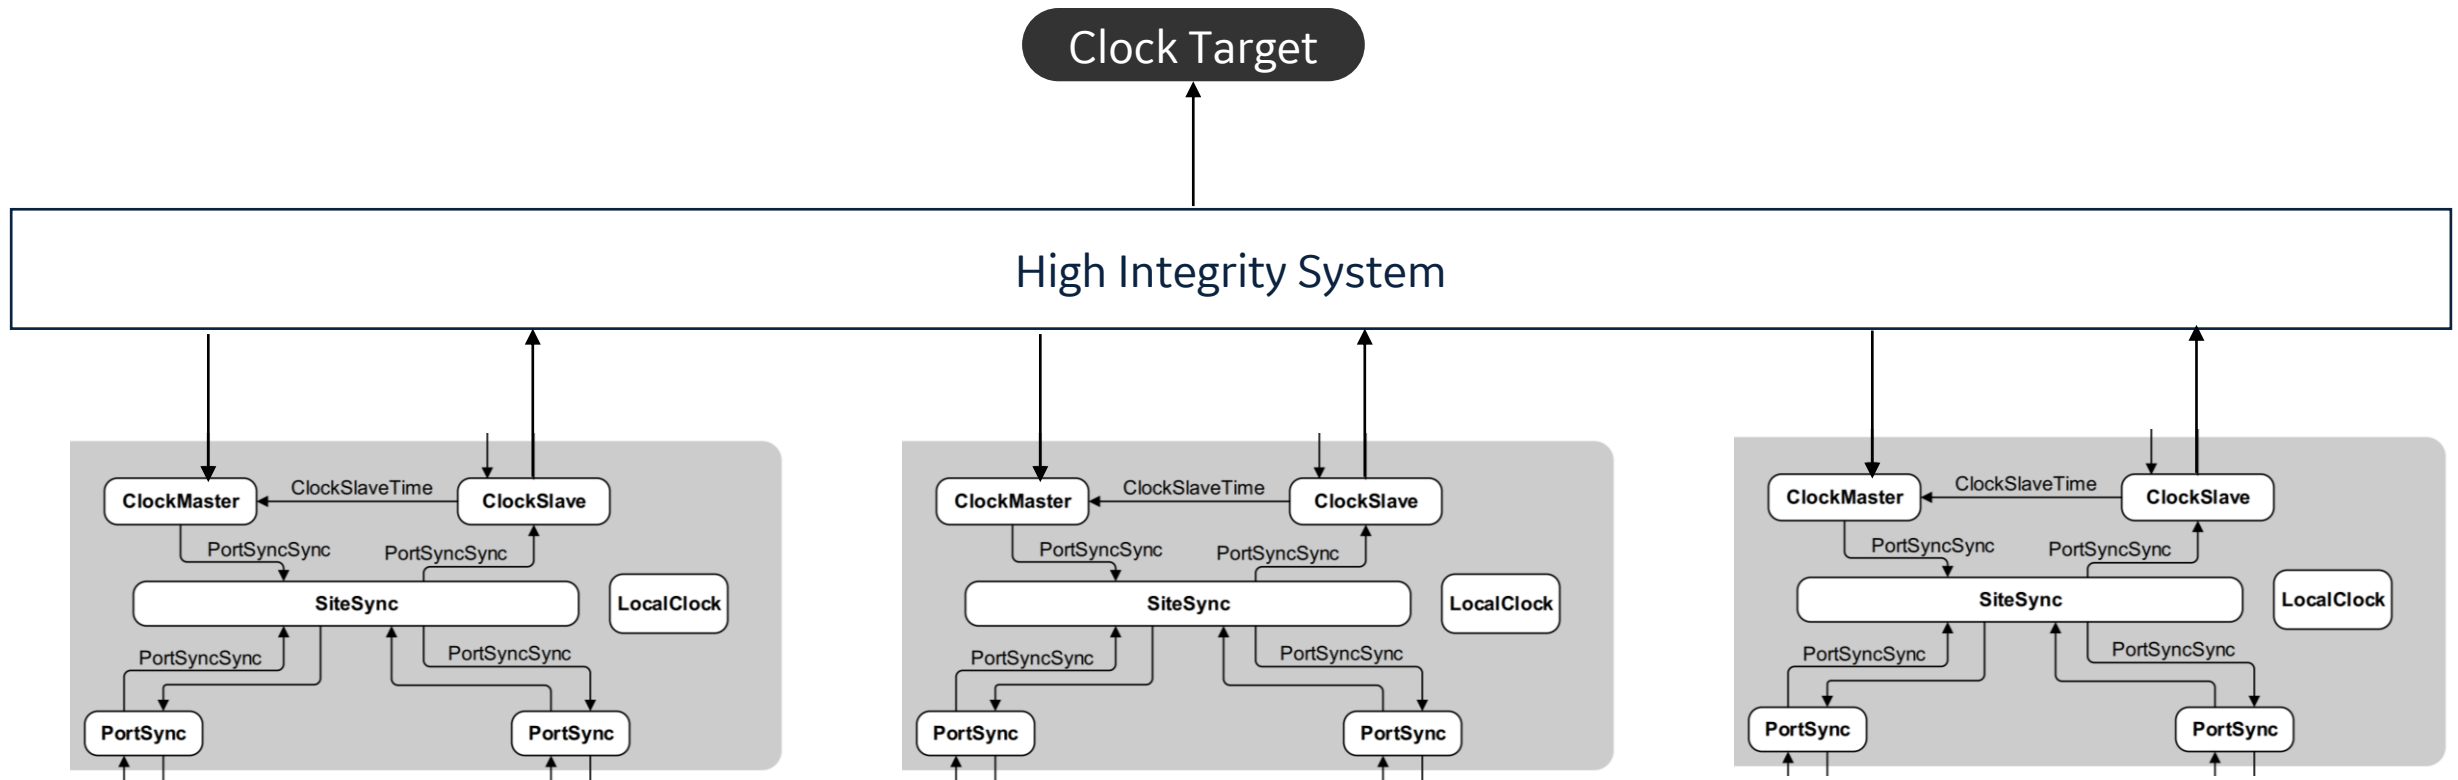 Clock Target
High Integrity System
ClockMaster
ClockSlaveTime
ClockSlave
PortSyncSync
PortSyncSync
SiteSync
LocalClock
PortSyncSync
PortSyncSync
PortSync
PortSync
ClockMaster
ClockSlaveTime
ClockSlave
PortSyncSync
PortSyncSync
SiteSync
LocalClock
PortSyncSync
PortSyncSync
PortSync
PortSync
ClockMaster
ClockSlaveTime
ClockSlave
PortSyncSync
PortSyncSync
SiteSync
LocalClock
PortSyncSync
PortSyncSync
PortSync
PortSync